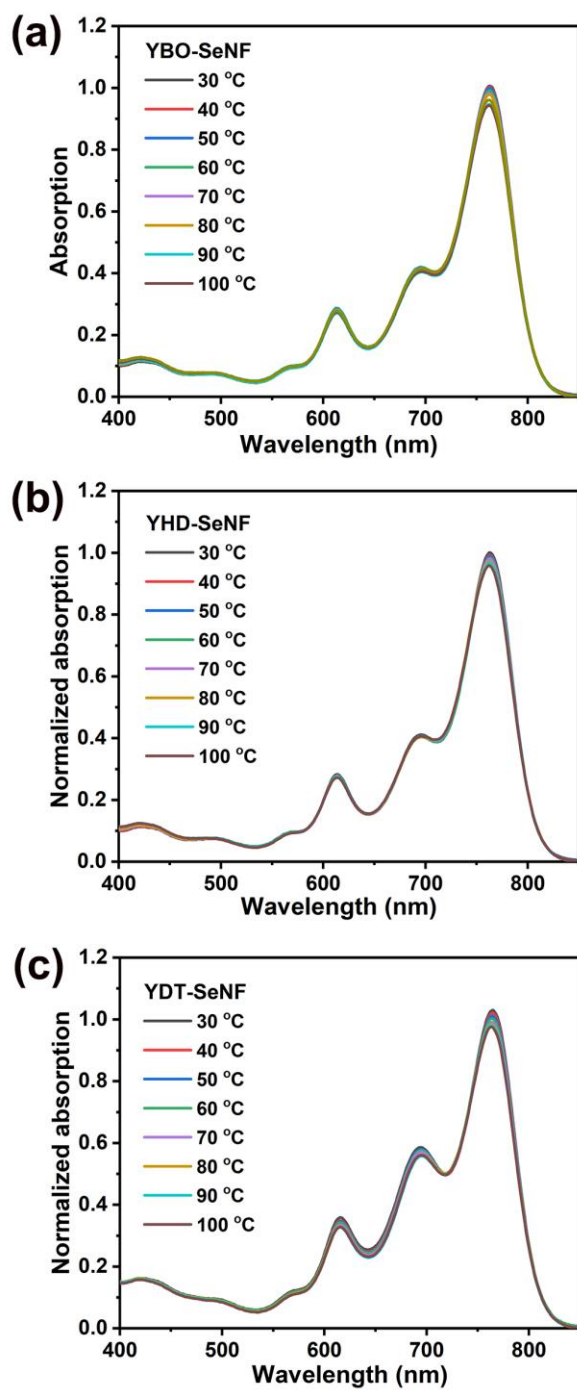 (a)
1.2
1.0
0.8
0.6
0.4
0.2
0.0
Absorption
YBO-SeNF
30 °C
40 °C
50 °C
60 °C
70 °C
80 °C
90 °C
100 °C
400 500 600 700 800
Wavelength (nm)
(b)
1.2
1.0
0.8
0.6
0.4
0.2
0.0
Normalized absorption
YHD-SeNF
30 °C
40 °C
50 °C
60 °C
70 °C
80 °C
90 °C
100 °C
400 500 600 700 800
Wavelength (nm)
(c)
1.2
1.0
0.8
0.6
0.4
0.2
0.0
Normalized absorption
YDT-SeNF
30 °C
40 °C
50 °C
60 °C
70 °C
80 °C
90 °C
100 °C
400 500 600 700 800
Wavelength (nm)